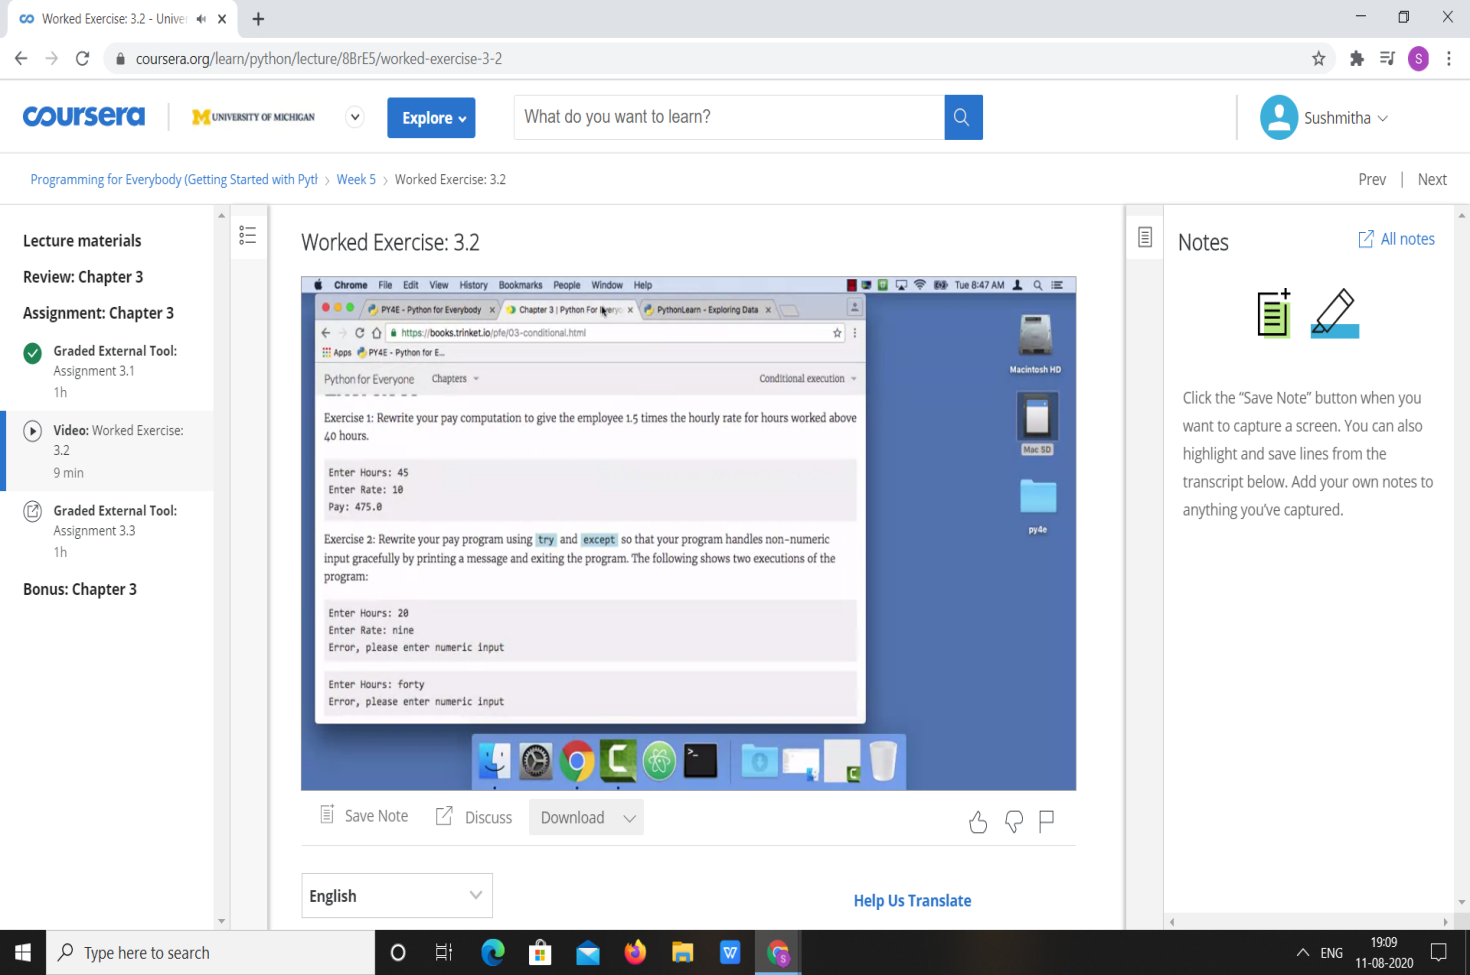 Worked Exercise: 3.2 - Univer
coursera.org/learn/python/lecture/8BrE5/worked-exercise-3-2
S
coursera
M UNIVERSITY OF MICHIGAN
Explore
What do you want to learn?
Sushmitha
Programming for Everybody (Getting Started with Pyth > Week 5 > Worked Exercise: 3.2
Prev | Next
Lecture materials
Review: Chapter 3
Assignment: Chapter 3
Graded External Tool:
Assignment 3.1
1h
Video: Worked Exercise:
3.2
9 min
Graded External Tool:
Assignment 3.3
1h
Bonus: Chapter 3
Worked Exercise: 3.2
Chrome File Edit View History Bookmarks People Window Help
Tue 8:47 AM
PY4E - Python for Everybody
Chapter 3 | Python For Everyo
PythonLearn - Exploring Data
https://books.trinket.io/pfe/03-conditional.html
Apps PY4E - Python for E...
Python for Everyone Chapters Conditional execution
Exercise 1: Rewrite your pay computation to give the employee 1.5 times the hourly rate for hours worked above
40 hours.
Enter Hours: 45
Enter Rate: 10
Pay: 475.0
Exercise 2: Rewrite your pay program using try and except so that your program handles non-numeric
input gracefully by printing a message and exiting the program. The following shows two executions of the
program:
Enter Hours: 20
Enter Rate: nine
Error, please enter numeric input
Enter Hours: forty
Error, please enter numeric input
Macintosh HD
Mac SD
py4e
Save Note
Discuss
Download
English
Help Us Translate
Notes
All notes
Click the “Save Note” button when you
want to capture a screen. You can also
highlight and save lines from the
transcript below. Add your own notes to
anything you’ve captured.
Type here to search
W
S
ENG
19:09
11-08-2020